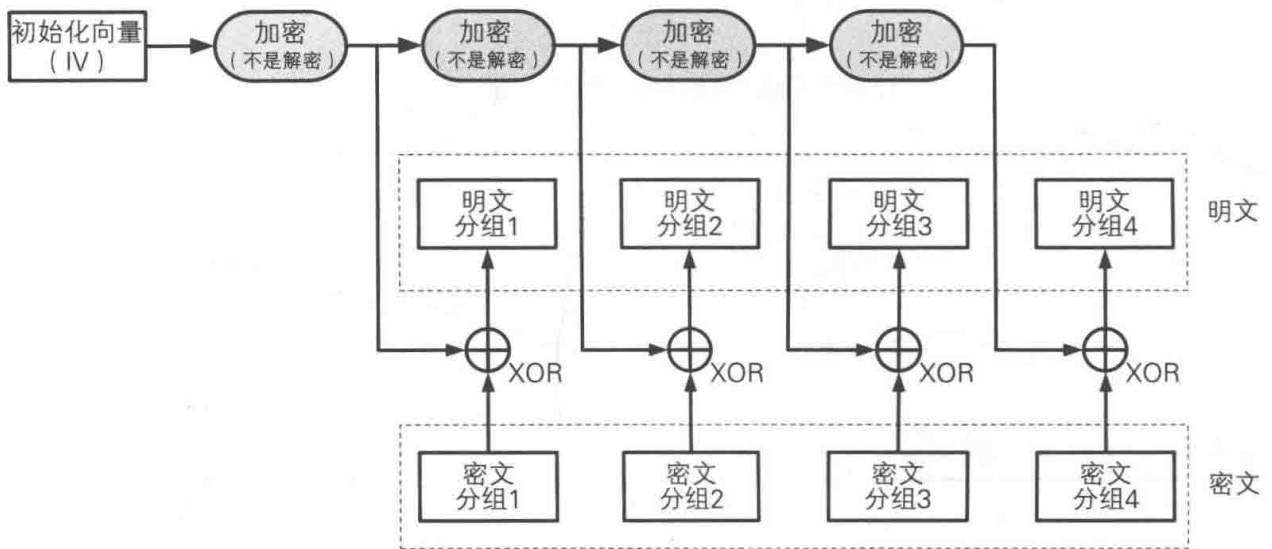 初始化向量
（IV）
加密
（不是解密）
加密
（不是解密）
加密
（不是解密）
加密
（不是解密）
明文
分组1
明文
分组2
明文
分组3
明文
分组4
明文
XOR
XOR
XOR
XOR
密文
分组1
密文
分组2
密文
分组3
密文
分组4
密文